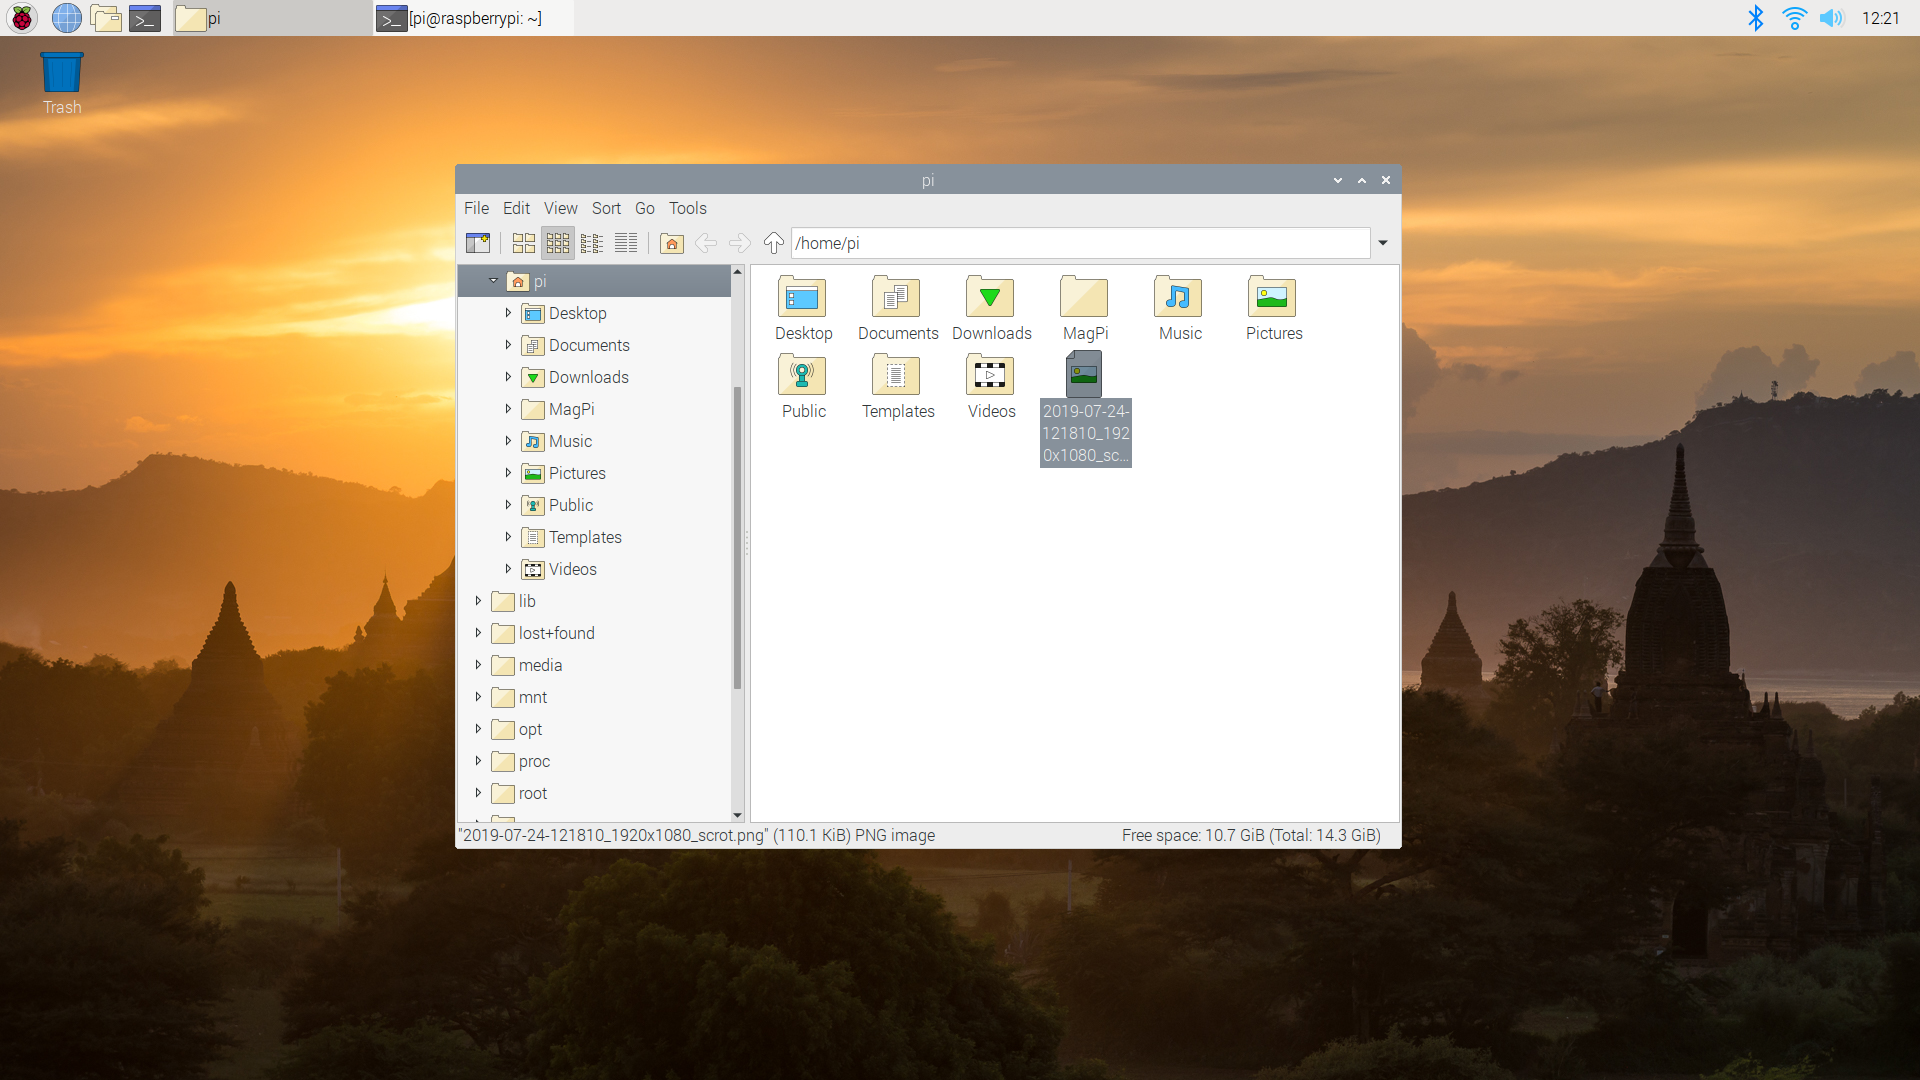 pi
[pi@raspberrypi: ~]
12:21
Trash
pi
File Edit View Sort Go Tools
/home/pi
pi
Desktop
Documents
Downloads
MagPi
Music
Pictures
Public
Templates
Videos
lib
lost+found
media
mnt
opt
proc
root
Desktop
Documents
Downloads
MagPi
Music
Pictures
Public
Templates
Videos
2019-07-24-
121810_192
0x1080_sc...
"2019-07-24-121810_1920x1080_scrot.png" (110.1 KiB) PNG image
Free space: 10.7 GiB (Total: 14.3 GiB)